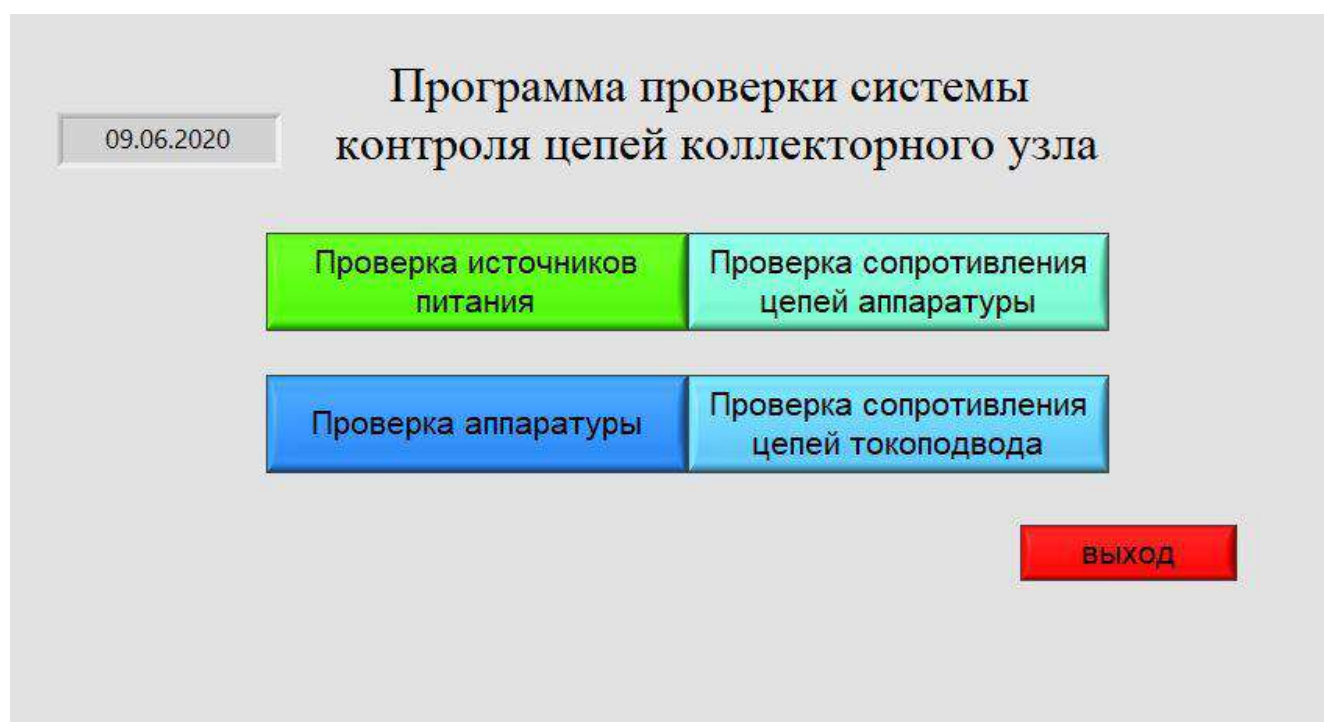 Программа проверки системы
контроля цепей коллекторного узла
09.06.2020
Проверка источников
питания
Проверка сопротивления
цепей аппаратуры
Проверка аппаратуры
Проверка сопротивления
цепей токоподвода
выход